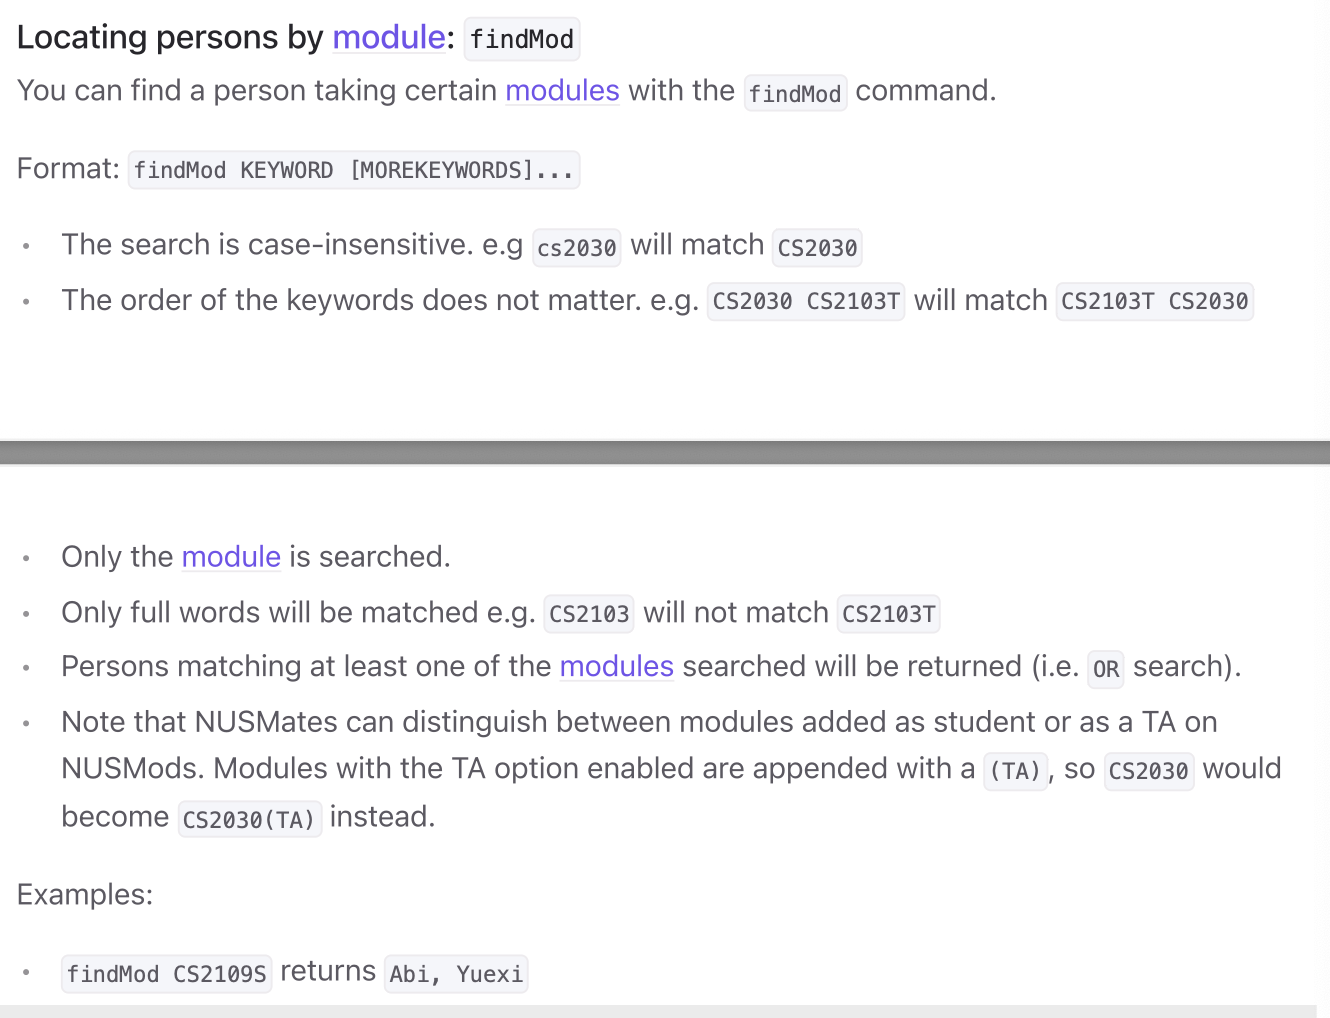 Locating persons by module: findMod
You can find a person taking certain modules with the findMod command.
Format: findMod KEYWORD [MOREKEYWORDS]...
• The search is case-insensitive. e.g cs2030 will match CS2030
• The order of the keywords does not matter. e.g. CS2030 CS2103T will match CS2103T CS2030
• Only the module is searched.
• Only full words will be matched e.g. CS2103 will not match CS2103T
• Persons matching at least one of the modules searched will be returned (i.e. OR search).
• Note that NUSMates can distinguish between modules added as student or as a TA on
NUSMods. Modules with the TA option enabled are appended with a (TA), so CS2030 would
become CS2030(TA) instead.
Examples:
• findMod CS2109S returns Abi, Yuexi